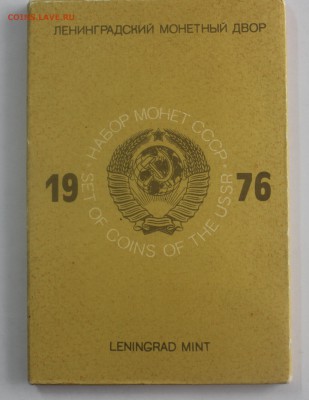 COINS.LAVE.RU
ЛЕНИНГРАДСКИЙ МОНЕТНЫЙ ДВОР
НАБОР МОНЕТ СССР
19 76
SET OF COINS OF THE USSR
LENINGRAD MINT